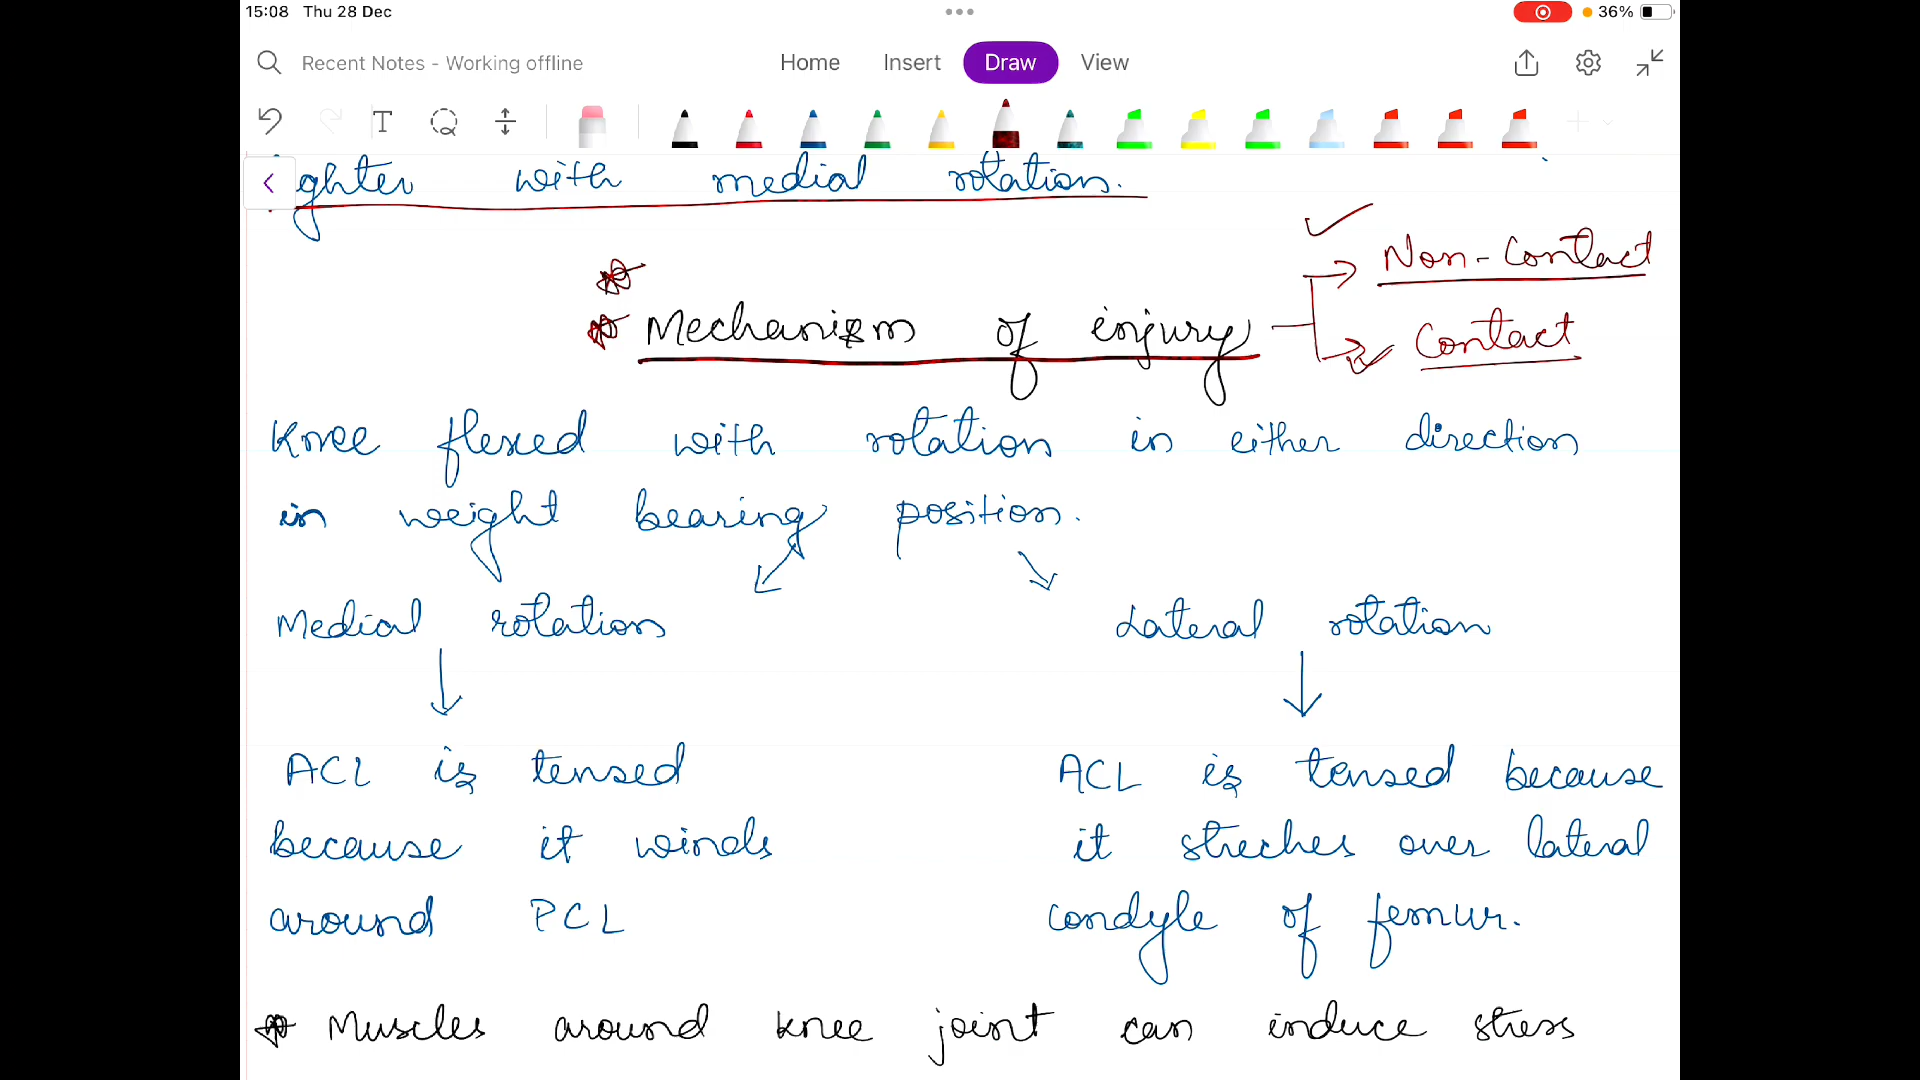 15:08 Thu 28 Dec
36%
Recent Notes - Working offline
Home Insert Draw View
T
ghter with medial rotation.
Non-Contact
Mechanism of injury
Contact
Knee flexed with rotation in either direction
in weight bearing position.
Medial rotation
Lateral rotation
ACL is tensed
because it winds
around PCL
ACL is tensed because
it streches over lateral
condyle of femur.
Muscles around knee joint can induce stress